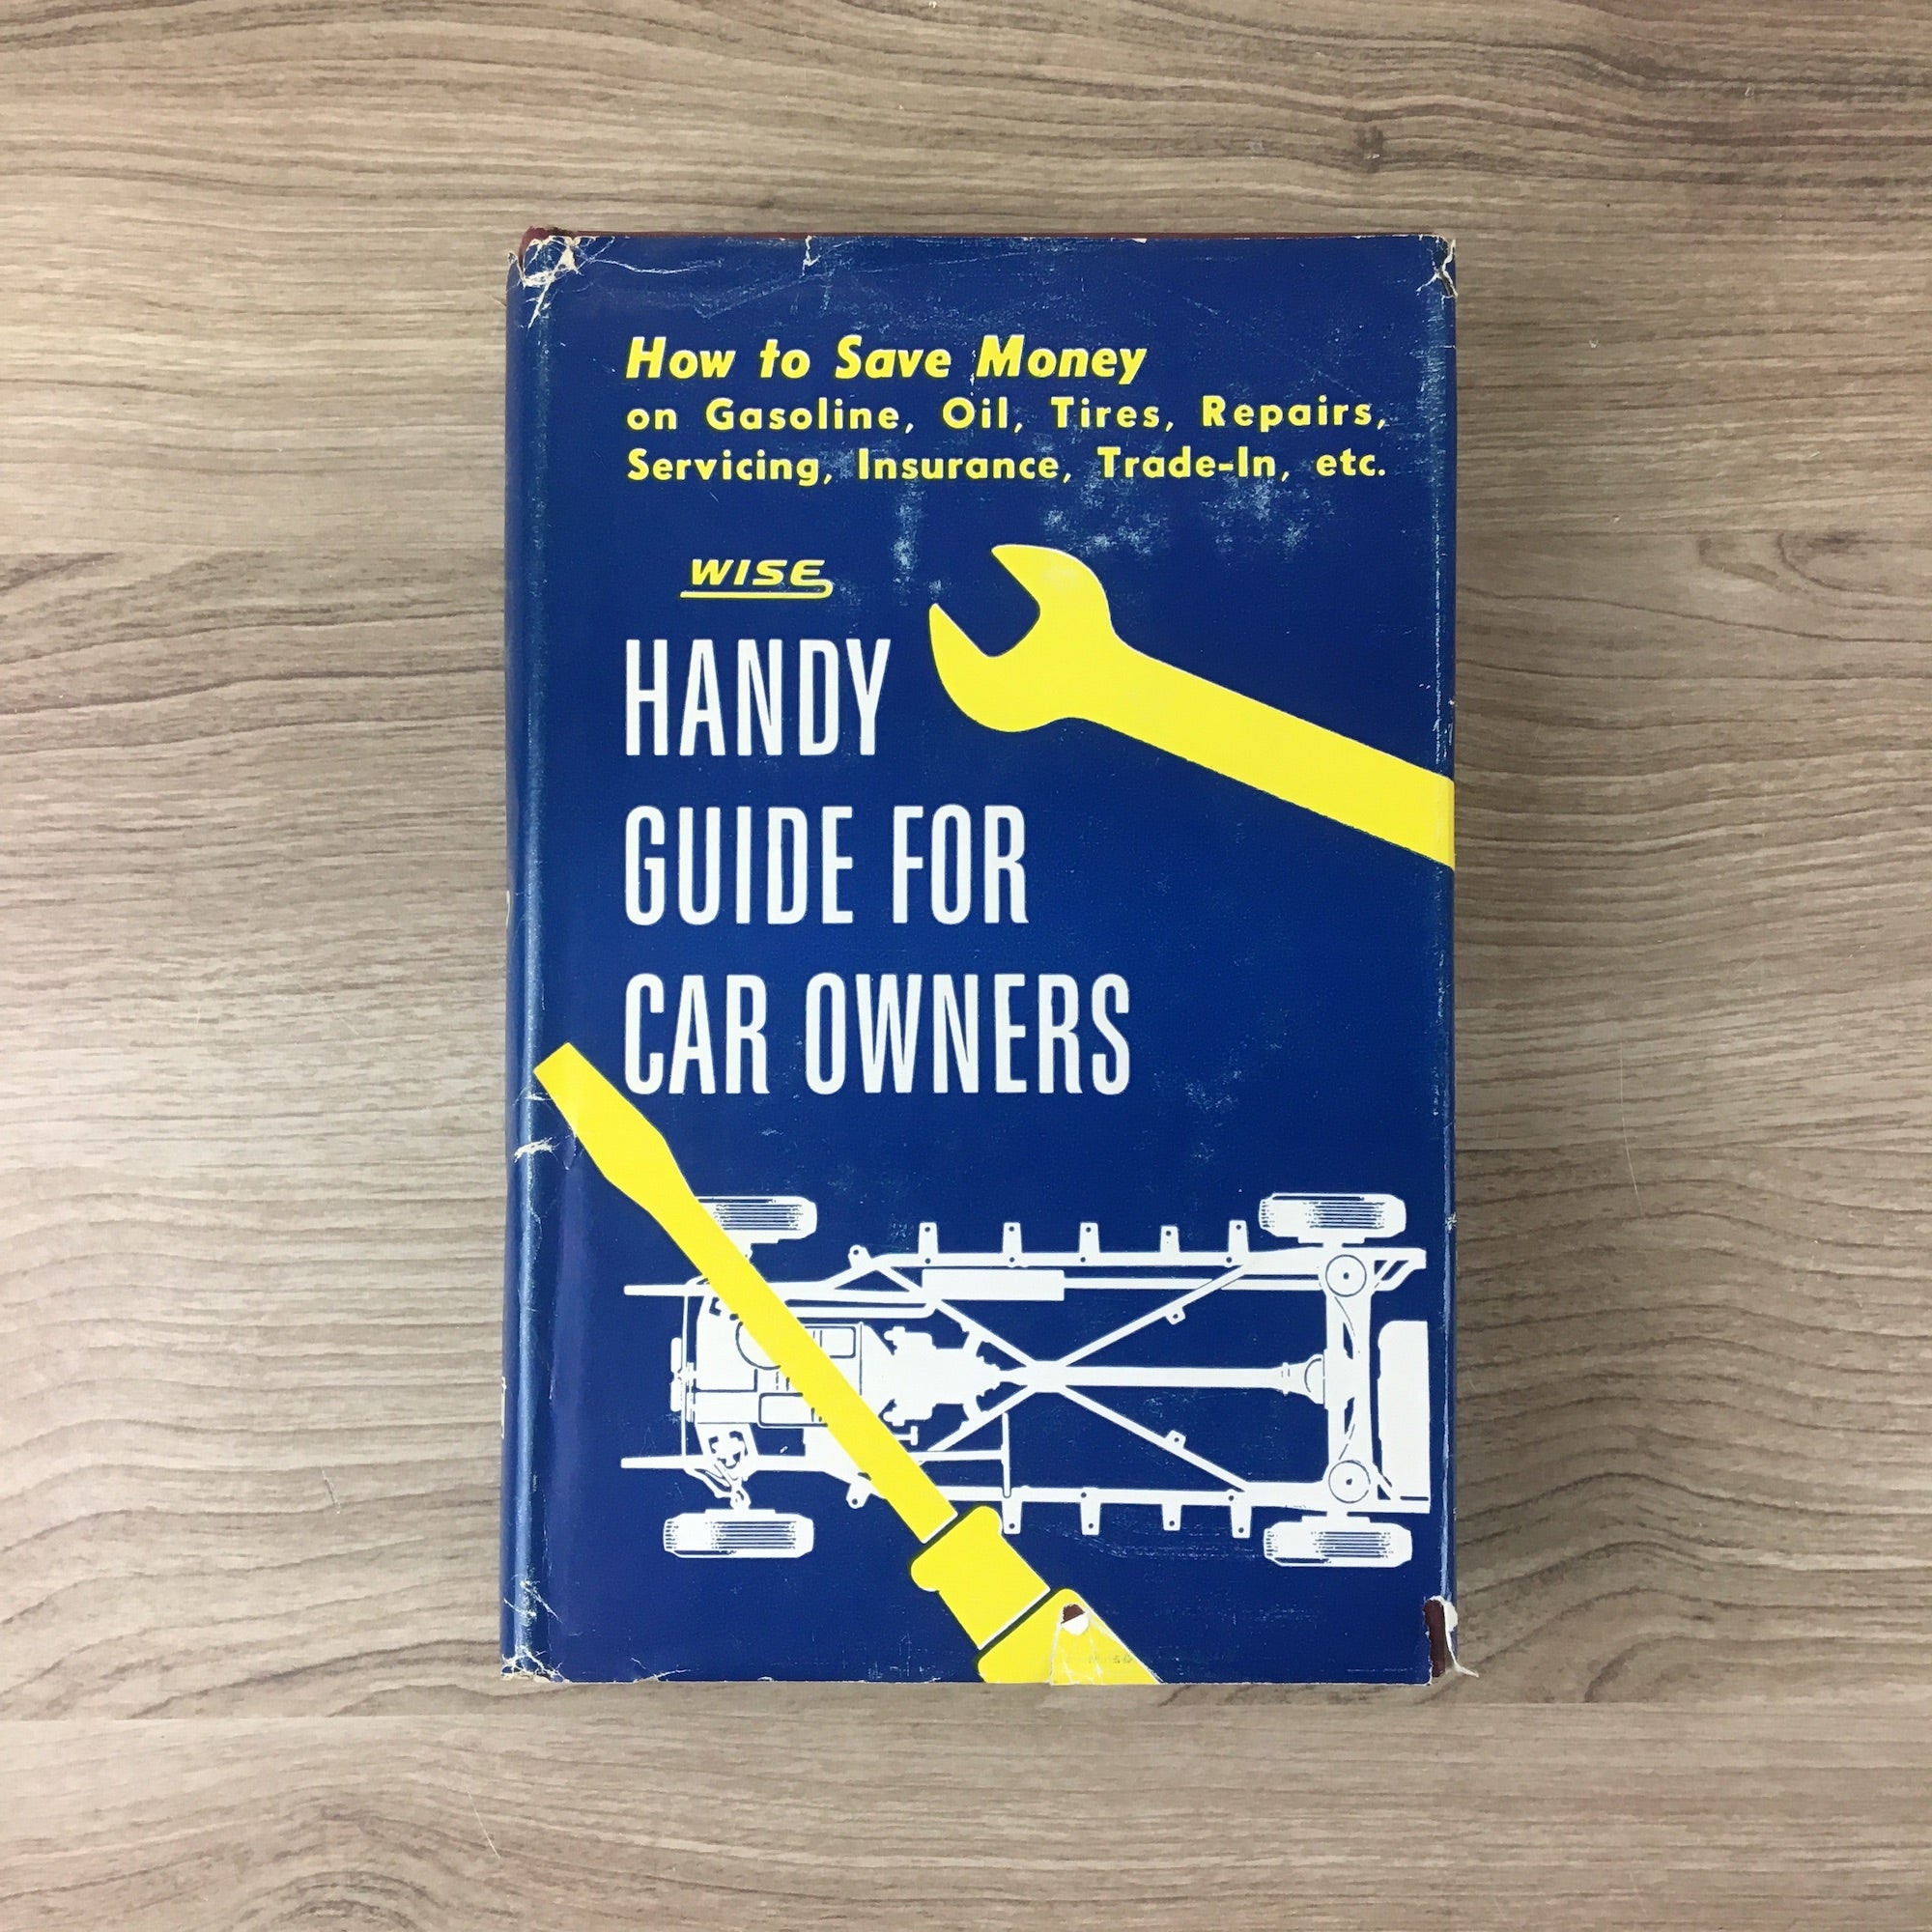 How to Save Money
on Gasoline, Oil, Tires, Repairs,
Servicing, Insurance, Trade-In, etc.
WISE
HANDY
GUIDE FOR
CAR OWNERS